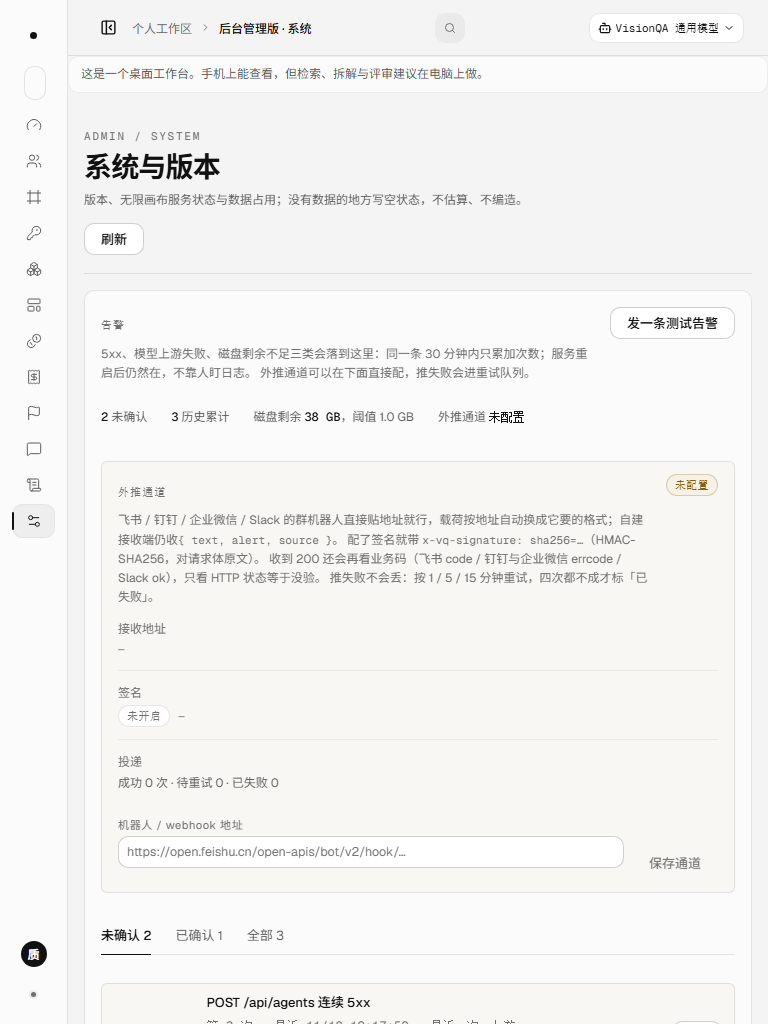 个人工作区 > 后台管理版 · 系统
VisionQA 通用模型
这是一个桌面工作台。手机上能查看，但检索、拆解与评审建议在电脑上做。
ADMIN / SYSTEM
系统与版本
版本、无限画布服务状态与数据占用；没有数据的地方写空状态，不估算、不编造。
刷新
告警
发一条测试告警
5xx、模型上游失败、磁盘剩余不足三类会落到这里：同一条 30 分钟内只累加次数；服务重
启后仍然在，不靠人盯日志。 外推通道可以在下面直接配，推失败会进重试队列。
2 未确认 3 历史累计 磁盘剩余 38 GB，阈值 1.0 GB 外推通道 未配置
外推通道
未配置
飞书 / 钉钉 / 企业微信 / Slack 的群机器人直接贴地址就行，载荷按地址自动换成它要的格式；自建
接收端仍收{ text, alert, source }。 配了签名就带 x-vq-signature: sha256=…（HMAC-
SHA256，对请求体原文）。 收到 200 还会再看业务码（飞书 code / 钉钉与企业微信 errcode /
Slack ok），只看 HTTP 状态等于没验。 推失败不会丢：按 1 / 5 / 15 分钟重试，四次都不成才标「已
失败」。
接收地址
—
签名
未开启 —
投递
成功 0 次 · 待重试 0 · 已失败 0
机器人 / webhook 地址
https://open.feishu.cn/open-apis/bot/v2/hook/…
保存通道
未确认 2 已确认 1 全部 3
POST /api/agents 连续 5xx
质